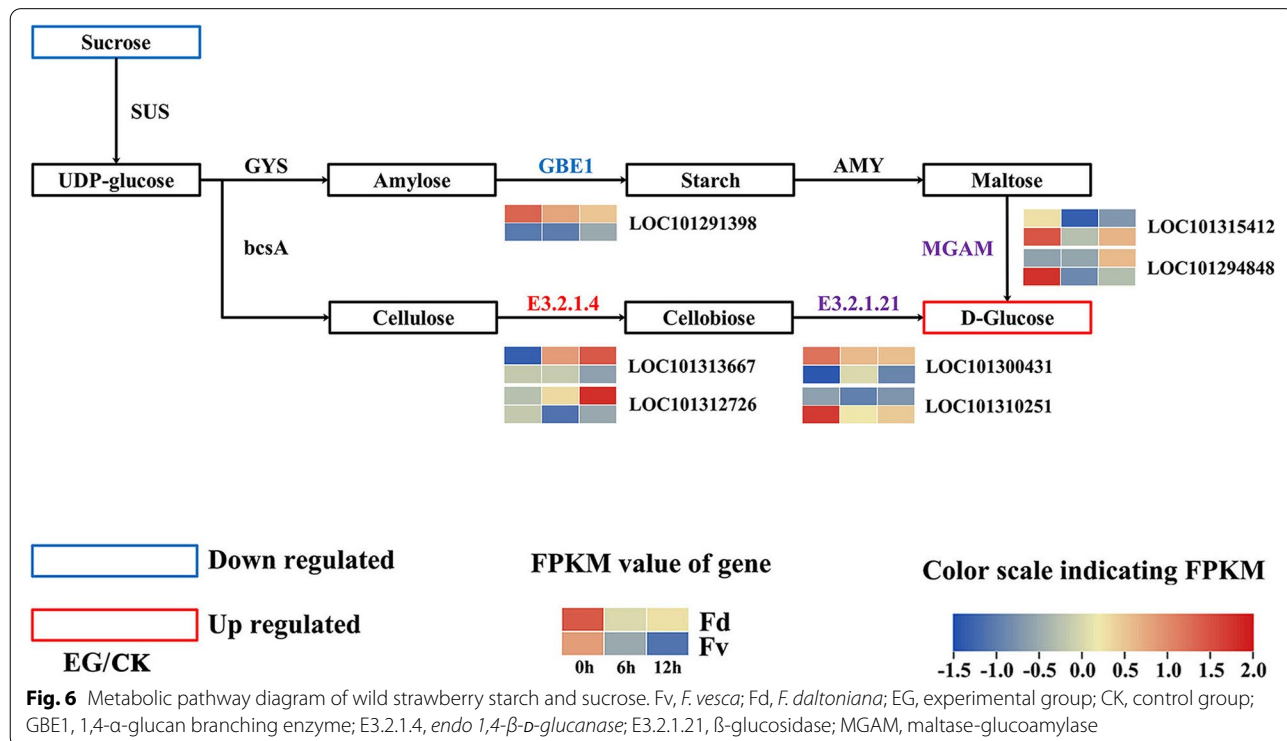 Sucrose
SUS
UDP-glucose
GYS
Amylose
GBE1
Starch
AMY
Maltose
LOC101291398
LOC101315412
bcsA
MGAM
LOC101294848
Cellulose
E3.2.1.4
Cellobiose
E3.2.1.21
D-Glucose
LOC101313667
LOC101300431
LOC101312726
LOC101310251
Down regulated
FPKM value of gene
Color scale indicating FPKM
Up regulated
Fd
Fv
EG/CK
0h 6h 12h
-1.5 -1.0 -0.5 0.0 0.5 1.0 1.5 2.0
Fig. 6 Metabolic pathway diagram of wild strawberry starch and sucrose. Fv, F. vesca; Fd, F. daltoniana; EG, experimental group; CK, control group;
GBE1, 1,4-α-glucan branching enzyme; E3.2.1.4, endo 1,4-β-ᴅ-glucanase; E3.2.1.21, ß-glucosidase; MGAM, maltase-glucoamylase